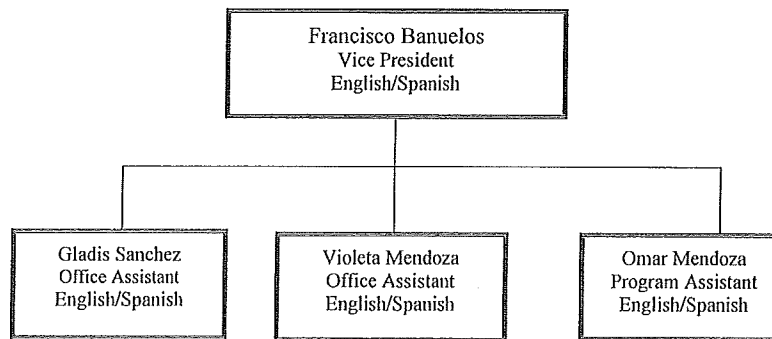 Francisco Banuelos
Vice President
English/Spanish
Gladis Sanchez
Office Assistant
English/Spanish
Violeta Mendoza
Office Assistant
English/Spanish
Omar Mendoza
Program Assistant
English/Spanish